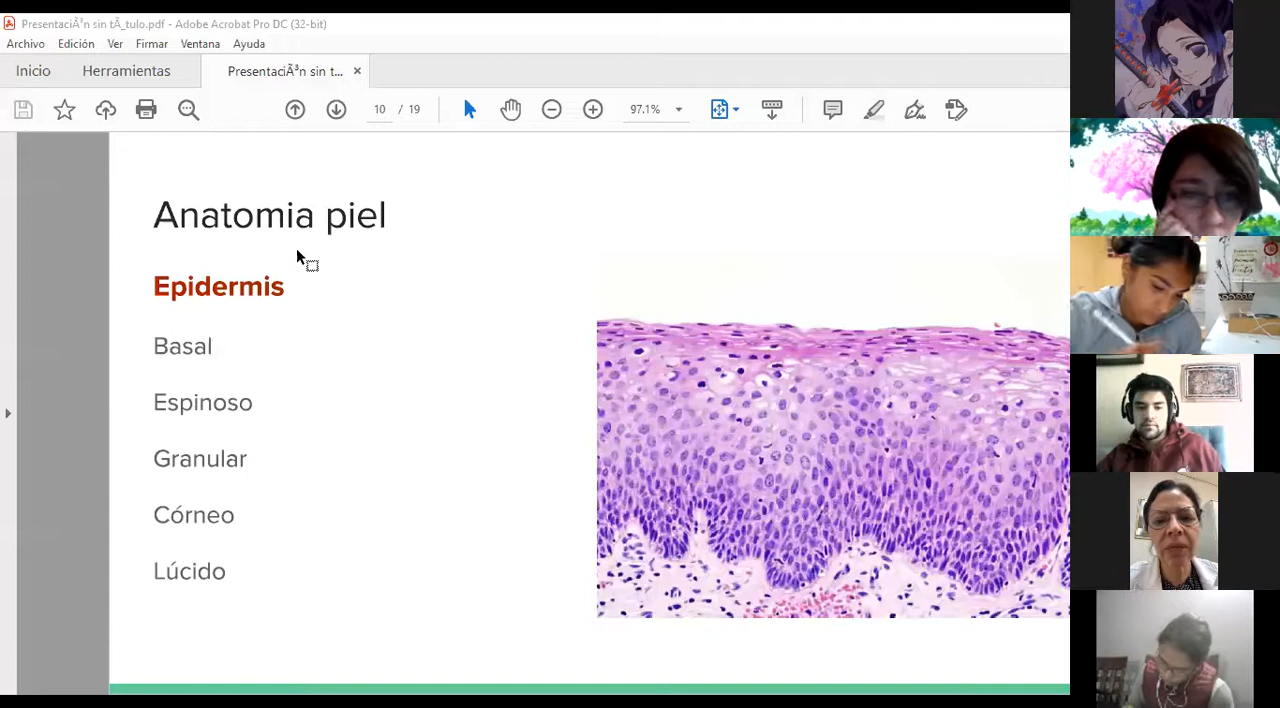 PresentaciÃ³n sin tÃ_tulo.pdf - Adobe Acrobat Pro DC (32-bit)
Archivo Edición Ver Firmar Ventana Ayuda
Inicio Herramientas PresentaciÃ³n sin t... ×
10 / 19 97.1%
Anatomia piel
Epidermis
Basal
Espinoso
Granular
Córneo
Lúcido